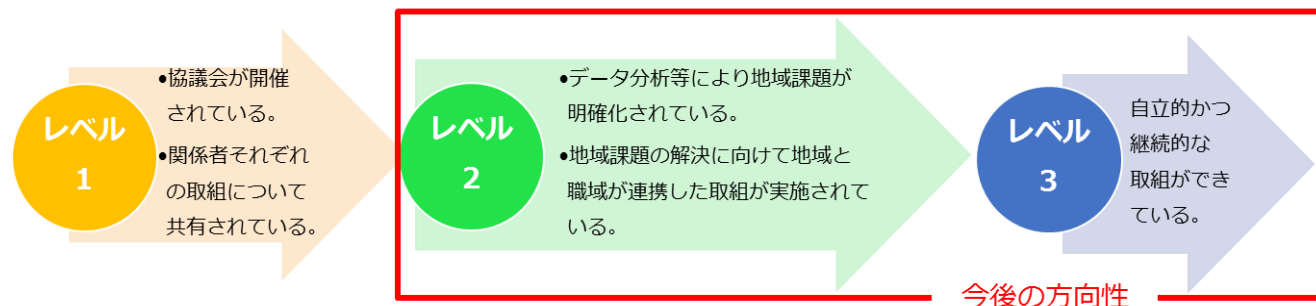 レベル
1
•協議会が開催
されている。
•関係者それぞれ
の取組について
共有されている。
レベル
2
•データ分析等により地域課題が
明確化されている。
•地域課題の解決に向けて地域と
職域が連携した取組が実施されて
いる。
レベル
3
自立的かつ
継続的な
取組ができ
ている。
今後の方向性